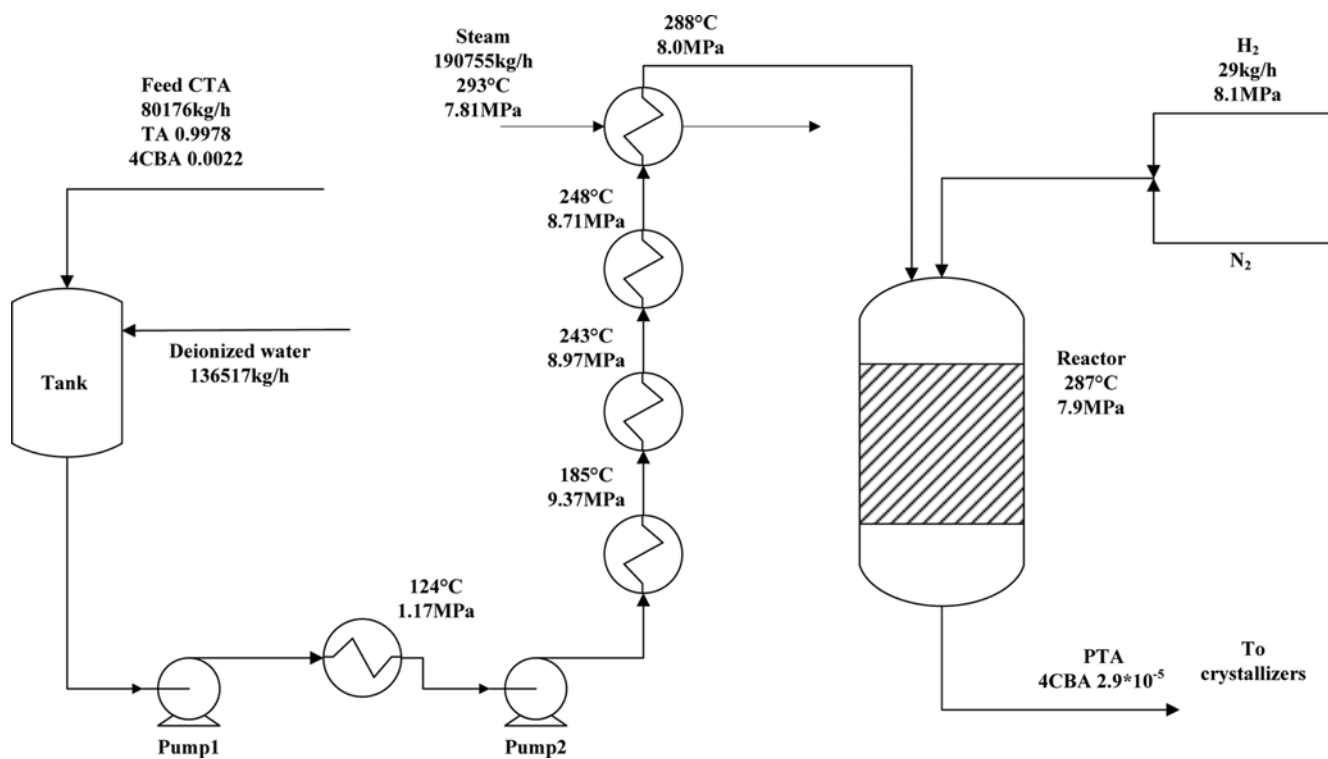 Feed CTA
80176kg/h
TA 0.9978
4CBA 0.0022
Deionized water
136517kg/h
Tank
Pump1
124°C
1.17MPa
Pump2
185°C
9.37MPa
243°C
8.97MPa
248°C
8.71MPa
Steam
190755kg/h
293°C
7.81MPa
288°C
8.0MPa
H₂
29kg/h
8.1MPa
N₂
Reactor
287°C
7.9MPa
PTA
4CBA 2.9*10⁻⁵
To
crystallizers